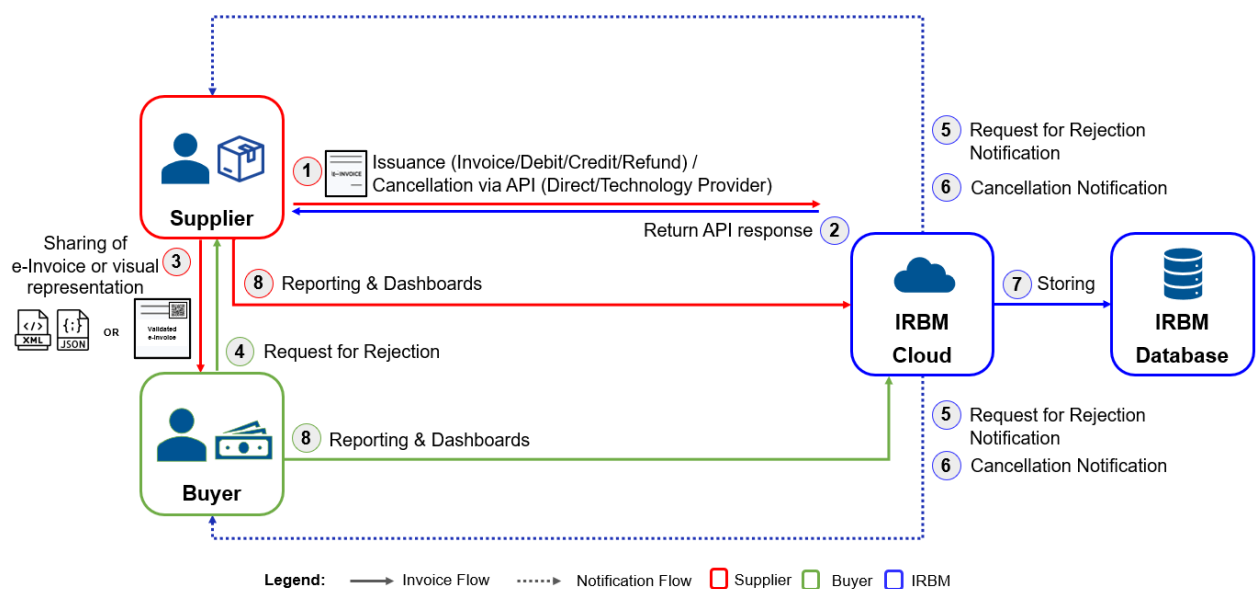 Supplier
1
e-INVOICE
Issuance (Invoice/Debit/Credit/Refund) /
Cancellation via API (Direct/Technology Provider)
Return API response
2
5
Request for Rejection
Notification
6
Cancellation Notification
Sharing of
e-Invoice or visual
representation
3
</>
XML
{;}
JSON
OR
Validated
e-Invoice
8
Reporting & Dashboards
IRBM
Cloud
7
Storing
IRBM
Database
4
Request for Rejection
Buyer
8
Reporting & Dashboards
5
Request for Rejection
Notification
6
Cancellation Notification
Legend:
Invoice Flow
Notification Flow
Supplier
Buyer
IRBM